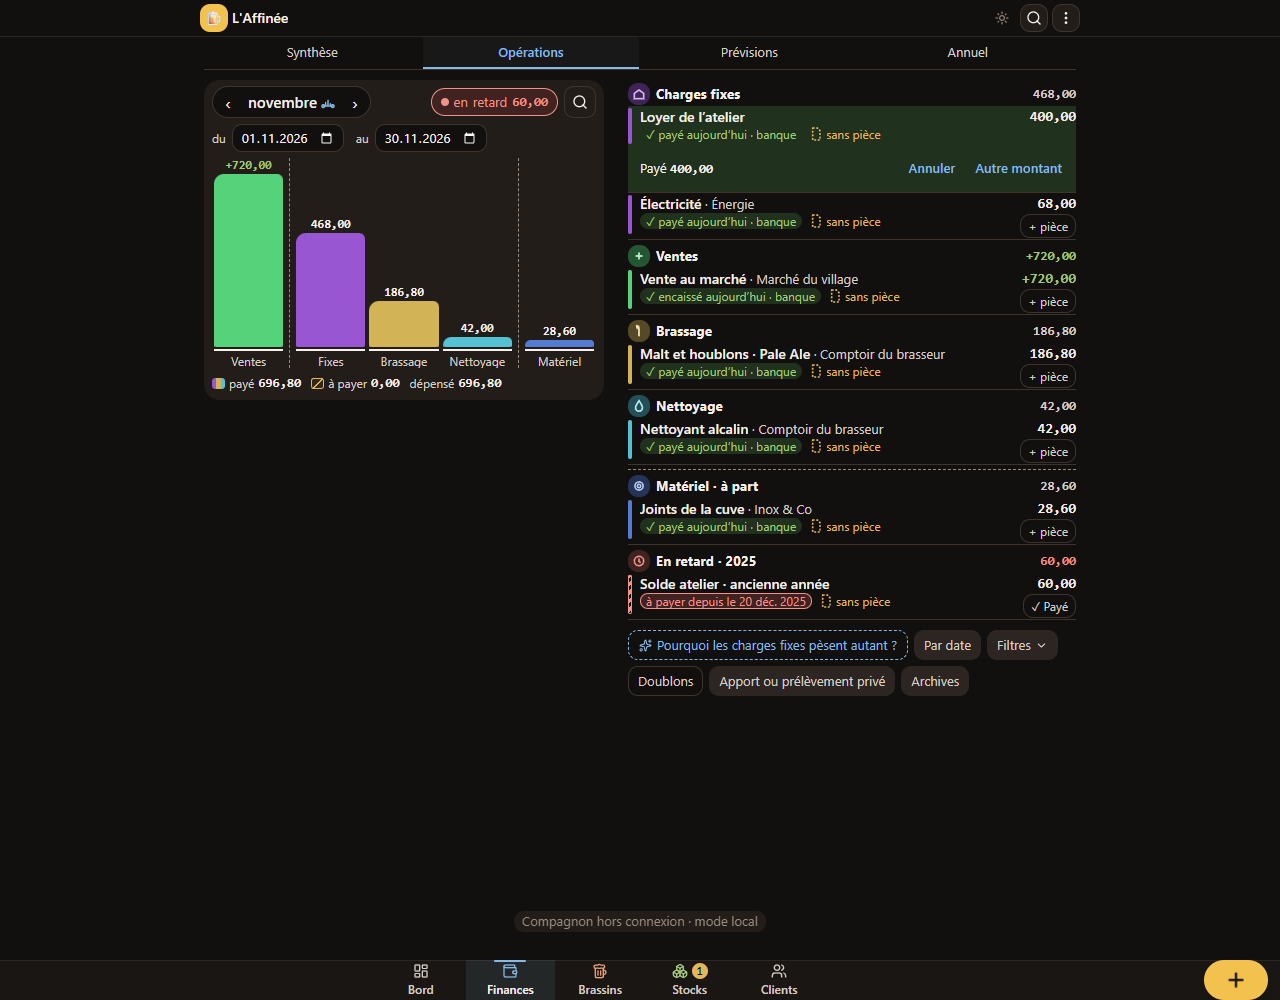 L'Affinée
Synthèse
Opérations
Prévisions
Annuel
‹ novembre ›
en retard 60,00
du 01.11.2026 au 30.11.2026
+720,00
468,00
186,80
42,00
28,60
Ventes
Fixes
Brassage
Nettoyage
Matériel
payé 696,80 à payer 0,00 dépensé 696,80
Charges fixes 468,00
Loyer de l'atelier 400,00
✓ payé aujourd'hui · banque sans pièce
Payé 400,00 Annuler Autre montant
Électricité · Énergie 68,00
✓ payé aujourd'hui · banque sans pièce + pièce
Ventes +720,00
Vente au marché · Marché du village +720,00
✓ encaissé aujourd'hui · banque sans pièce + pièce
Brassage 186,80
Malt et houblons · Pale Ale · Comptoir du brasseur 186,80
✓ payé aujourd'hui · banque sans pièce + pièce
Nettoyage 42,00
Nettoyant alcalin · Comptoir du brasseur 42,00
✓ payé aujourd'hui · banque sans pièce + pièce
Matériel · à part 28,60
Joints de la cuve · Inox & Co 28,60
✓ payé aujourd'hui · banque sans pièce + pièce
En retard · 2025 60,00
Solde atelier · ancienne année 60,00
à payer depuis le 20 déc. 2025 sans pièce ✓ Payé
Pourquoi les charges fixes pèsent autant ? Par date Filtres
Doublons Apport ou prélèvement privé Archives
Compagnon hors connexion · mode local
1
Bord
Finances
Brassins
Stocks
Clients
+